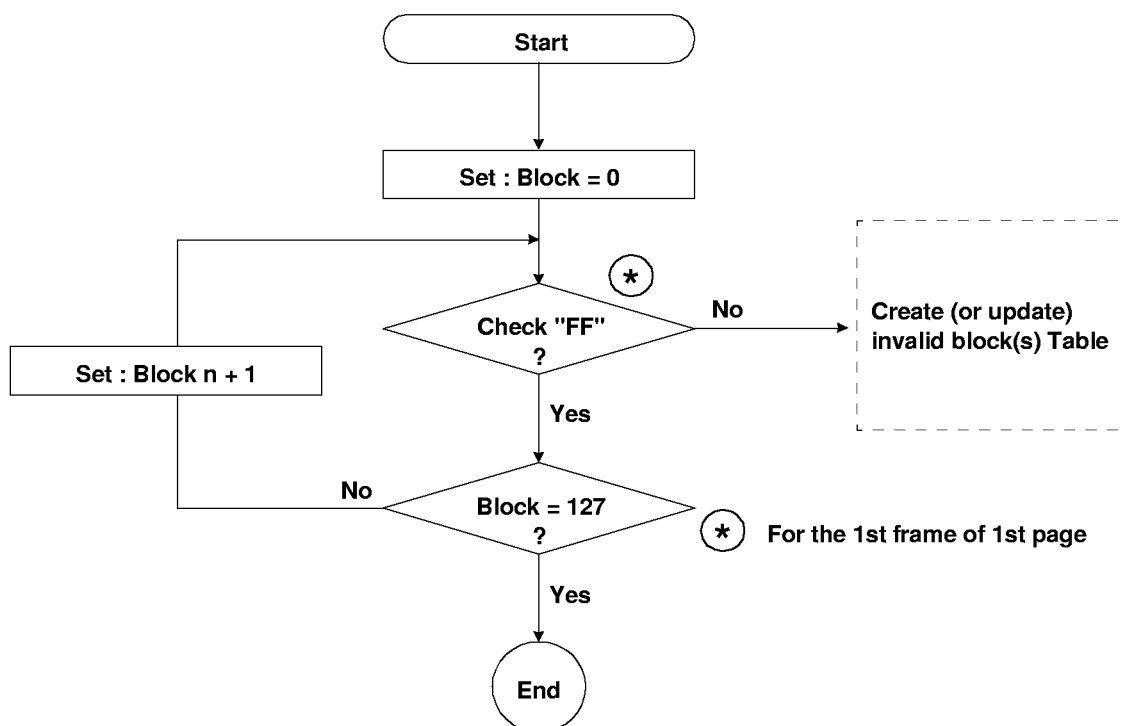 Start
Set : Block = 0
*
Check "FF"
?
No
Create (or update)
invalid block(s) Table
Set : Block n + 1
Yes
No
Block = 127
?
* For the 1st frame of 1st page
Yes
End